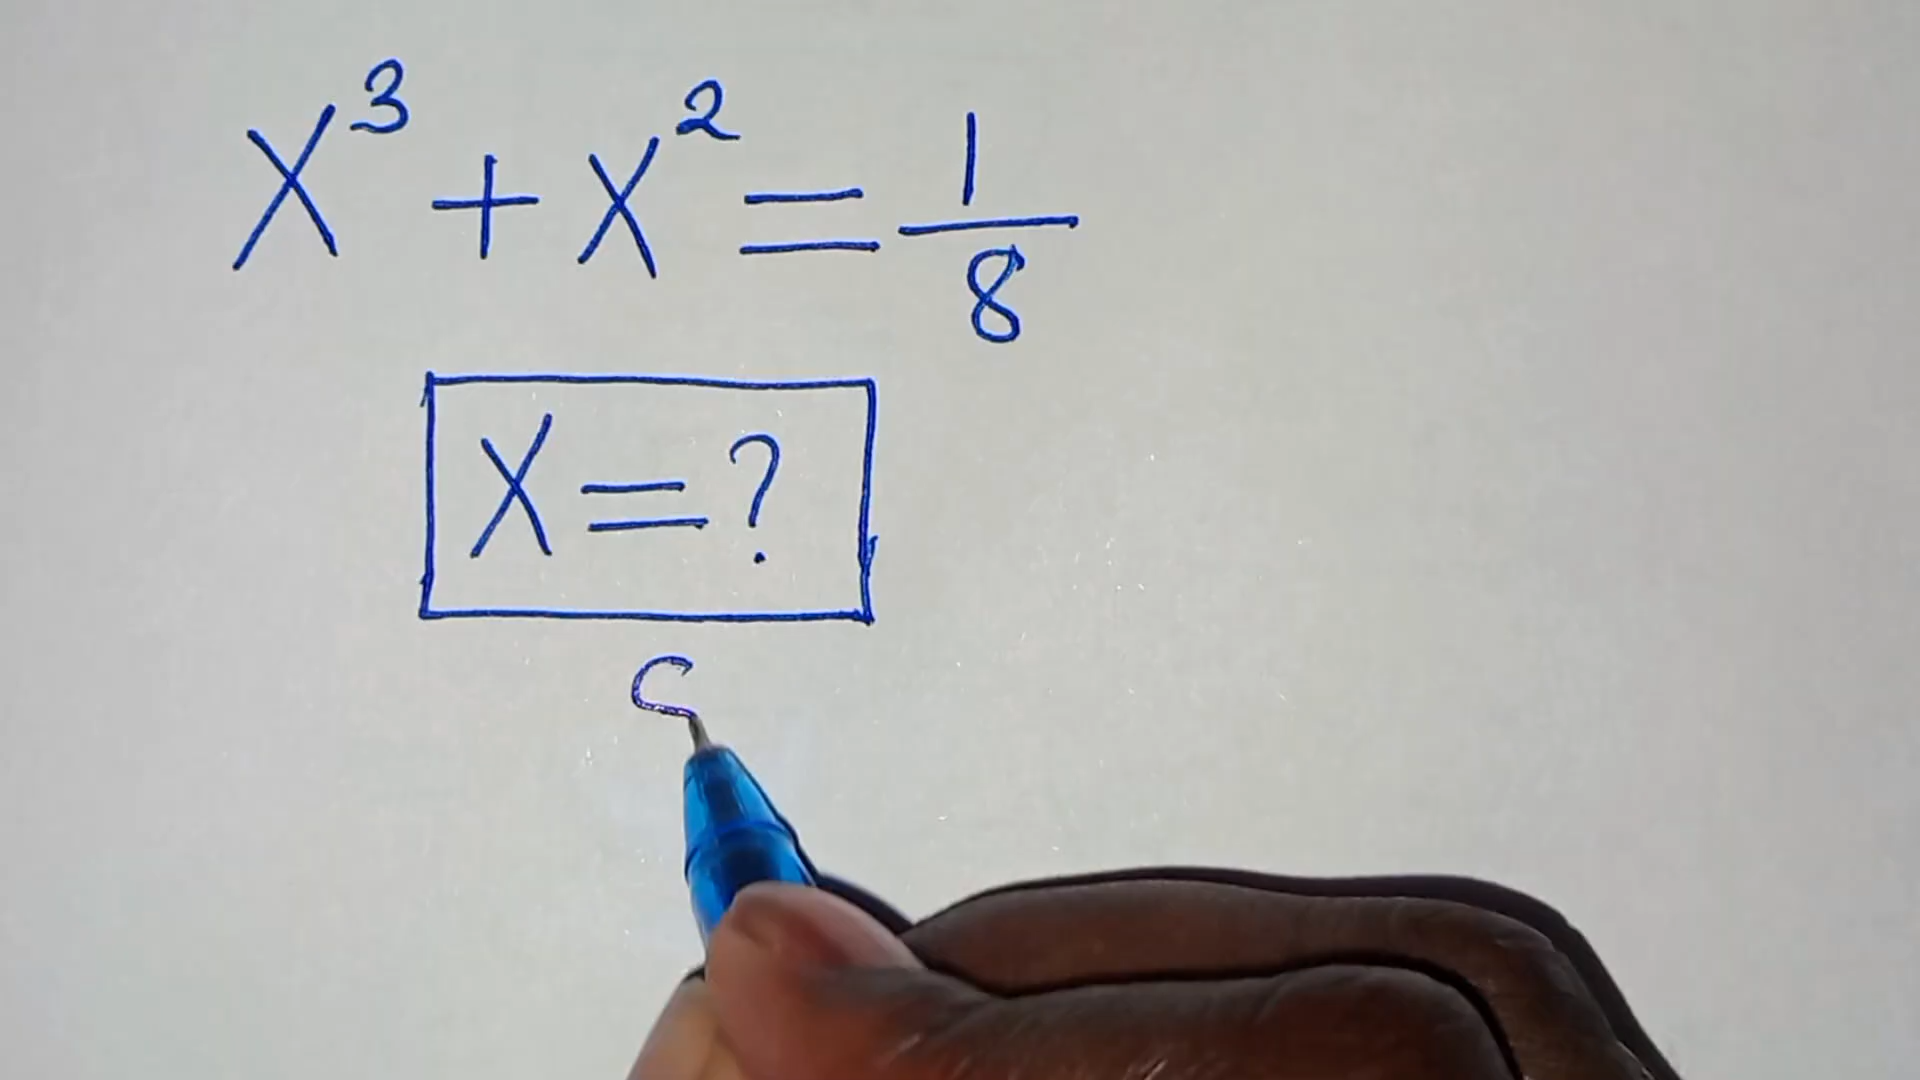 X³ + X² = 1/8
X = ?
S